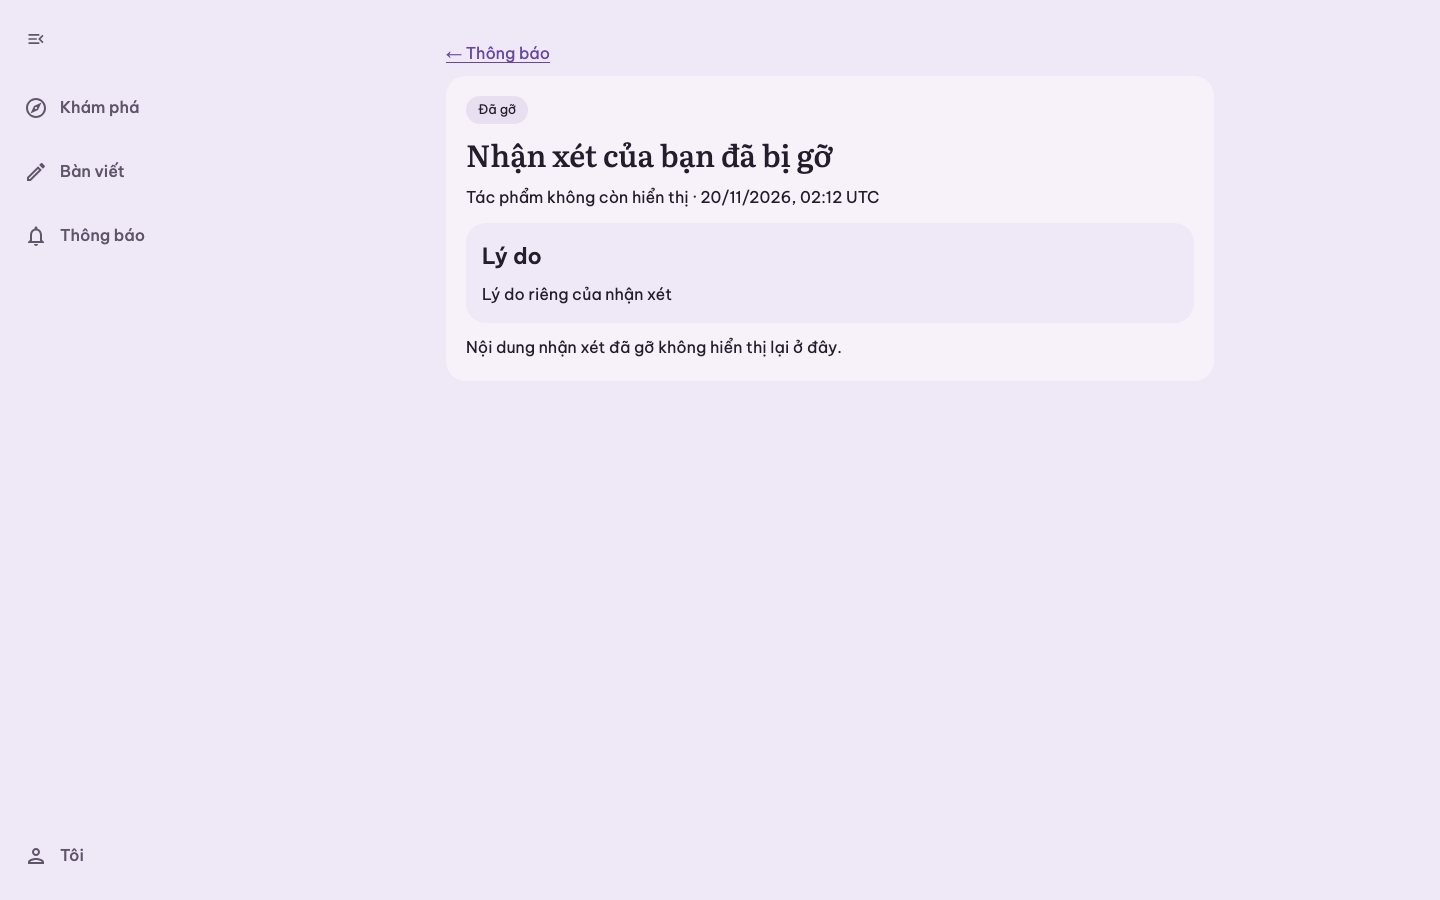 Khám phá
Bàn viết
Thông báo
Tôi
← Thông báo
Đã gỡ
Nhận xét của bạn đã bị gỡ
Tác phẩm không còn hiển thị · 20/11/2026, 02:12 UTC
Lý do
Lý do riêng của nhận xét
Nội dung nhận xét đã gỡ không hiển thị lại ở đây.